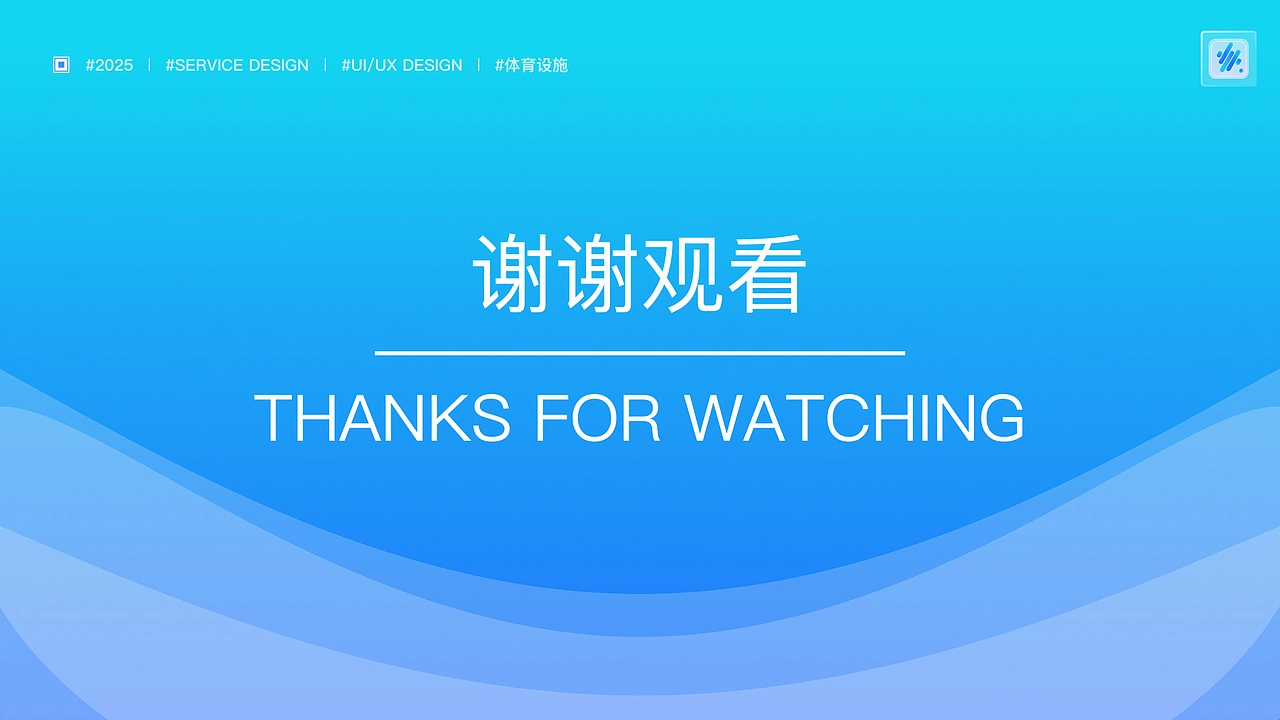 #2025 | #SERVICE DESIGN | #UI/UX DESIGN | #体育设施
谢谢观看
THANKS FOR WATCHING